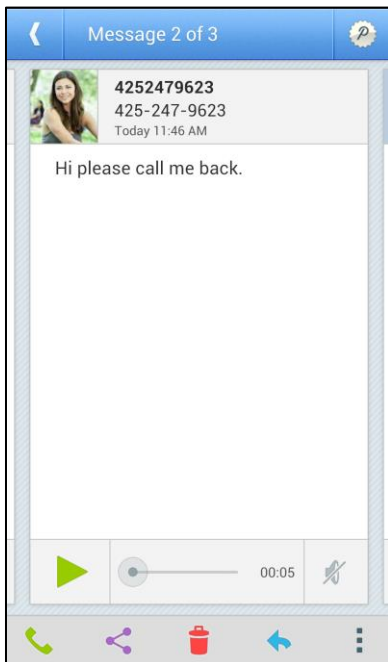 Message 2 of 3
P
4252479623
425-247-9623
Today 11:46 AM
Hi please call me back.
00:05